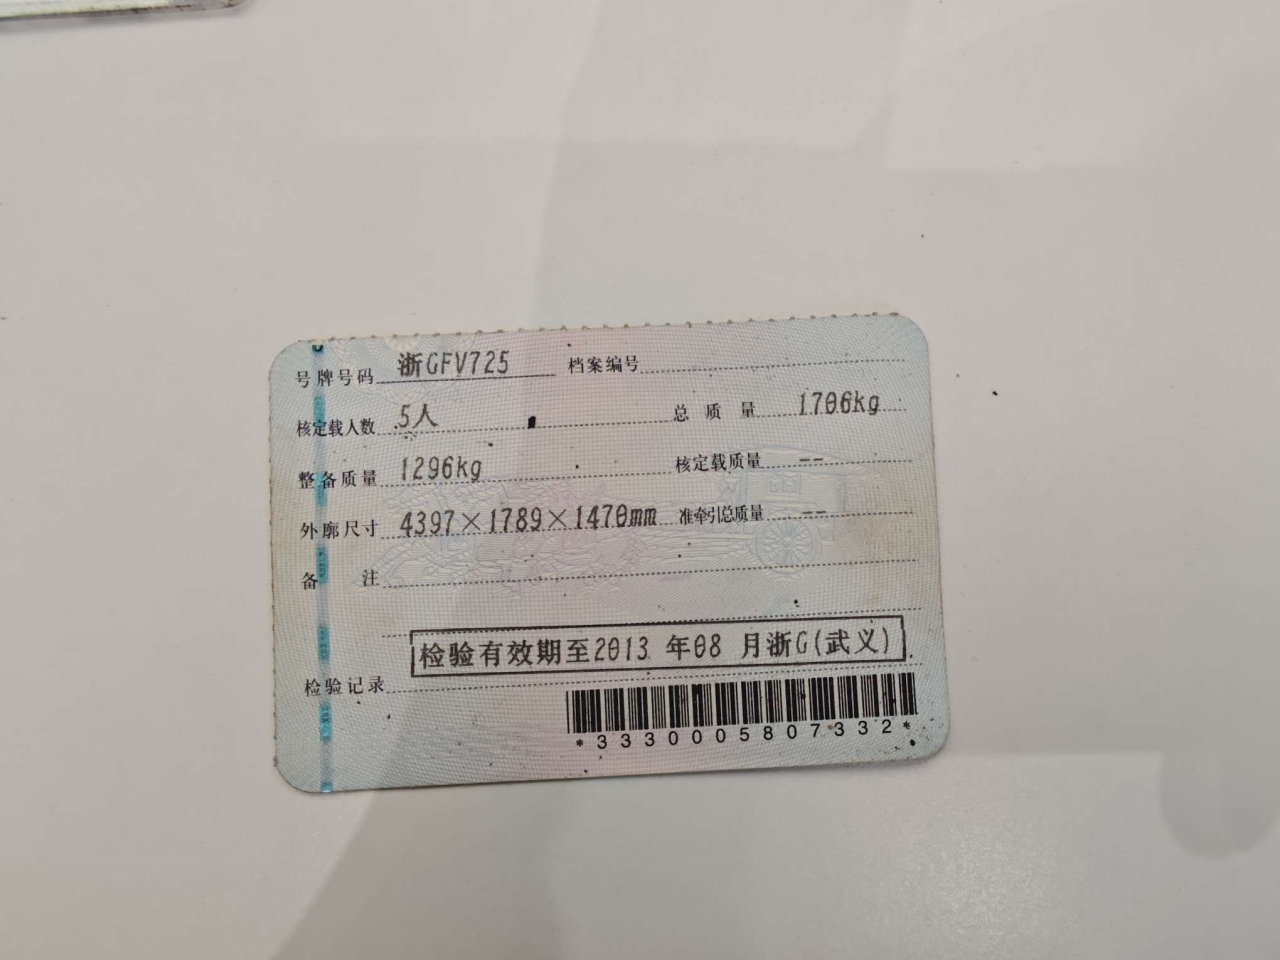 号牌号码 浙GFV725 档案编号
核定载人数 5人 总质量 1706kg
整备质量 1296kg 核定载质量 --
外廓尺寸 4397×1789×1470mm 准牵引总质量 --
备注
检验有效期至2013 年08 月浙G(武义)
检验记录
*3330005807332*